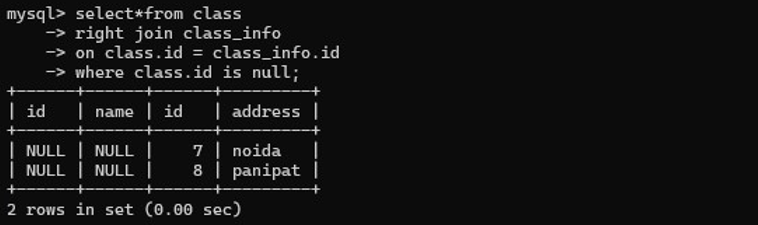 mysql> select*from class
    -> right join class_info
    -> on class.id = class_info.id
    -> where class.id is null;
+------+------+------+---------+
| id   | name | id   | address |
+------+------+------+---------+
| NULL | NULL |    7 | noida   |
| NULL | NULL |    8 | panipat |
+------+------+------+---------+
2 rows in set (0.00 sec)